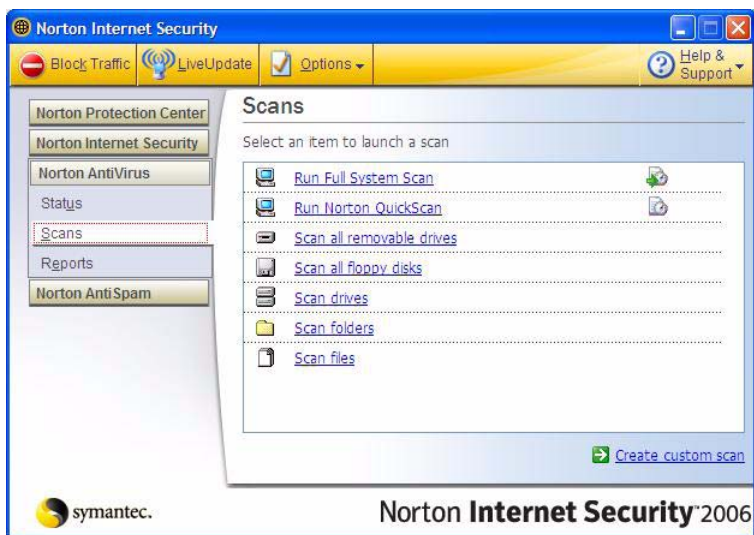 Norton Internet Security
Block Traffic LiveUpdate Options Help & Support
Norton Protection Center
Norton Internet Security
Norton AntiVirus
Status
Scans
Reports
Norton AntiSpam
Scans
Select an item to launch a scan
Run Full System Scan
Run Norton QuickScan
Scan all removable drives
Scan all floppy disks
Scan drives
Scan folders
Scan files
Create custom scan
symantec.
Norton Internet Security™ 2006